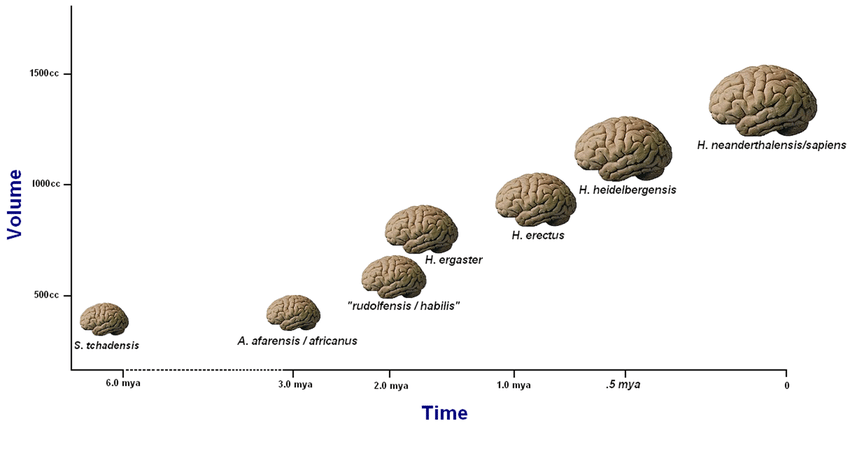 1500cc
H. neanderthalensis/sapiens
H. heidelbergensis
1000cc
Volume
H. erectus
H. ergaster
500cc
"rudolfensis / habilis"
A. afarensis / africanus
S. tchadensis
6.0 mya
3.0 mya
2.0 mya
1.0 mya
.5 mya
0
Time